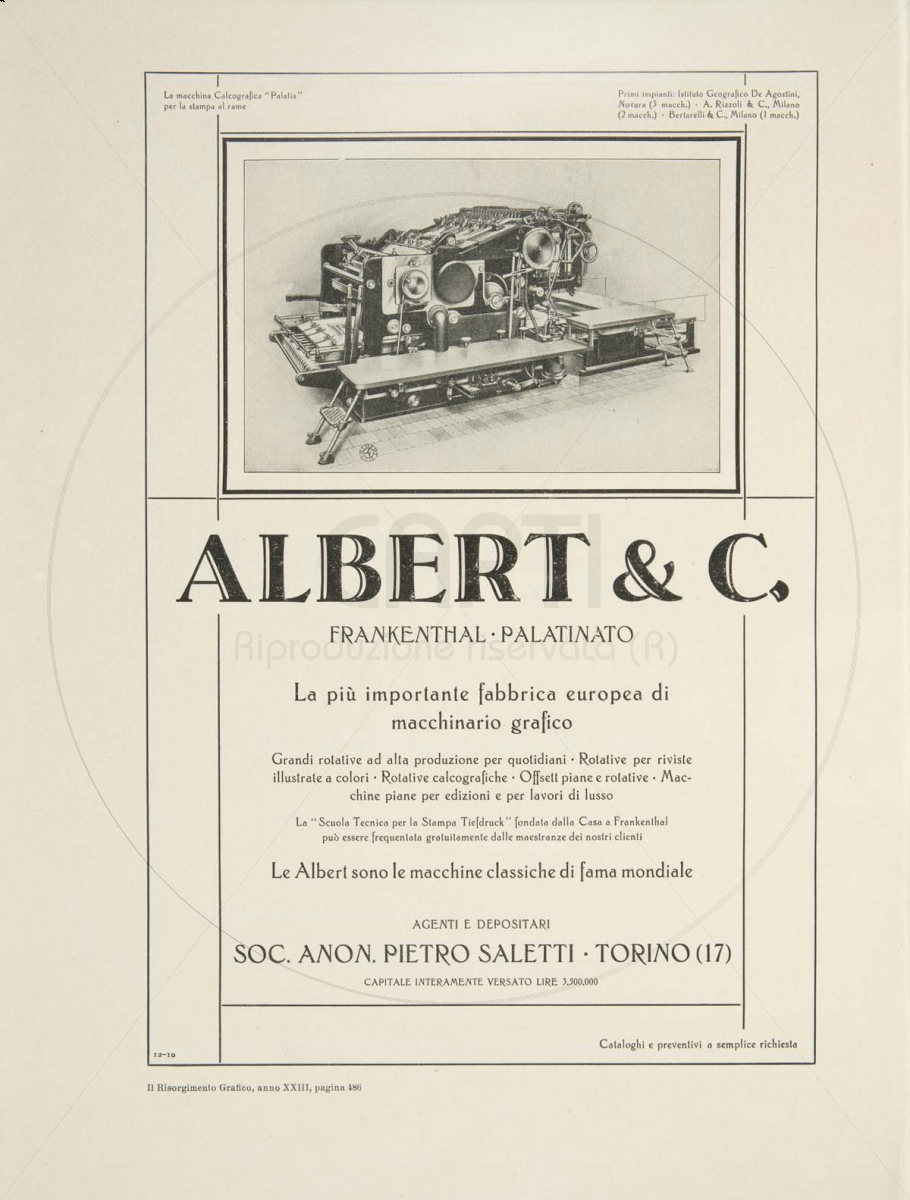 La macchina Calcografica "Palatia"
per la stampa al rame
Primi impianti: Istituto Geografico De Agostini,
Novara (3 macch.) · A. Rizzoli & C., Milano
(2 macch.) · Bertarelli & C., Milano (1 macch.)
ALBERT & C.
FRANKENTHAL · PALATINATO
CARTI
Riproduzione riservata (R)
La più importante fabbrica europea di
macchinario grafico
Grandi rotative ad alta produzione per quotidiani · Rotative per riviste
illustrate a colori · Rotative calcografiche · Offsett piane e rotative · Mac-
chine piane per edizioni e per lavori di lusso
La "Scuola Tecnica per la Stampa Tiefdruck" fondata dalla Casa a Frankenthal
può essere frequentata gratuitamente dalle maestranze dei nostri clienti
Le Albert sono le macchine classiche di fama mondiale
AGENTI E DEPOSITARI
SOC. ANON. PIETRO SALETTI · TORINO (17)
CAPITALE INTERAMENTE VERSATO LIRE 3,500,000
Cataloghi e preventivi a semplice richiesta
12-10
Il Risorgimento Grafico, anno XXIII, pagina 486